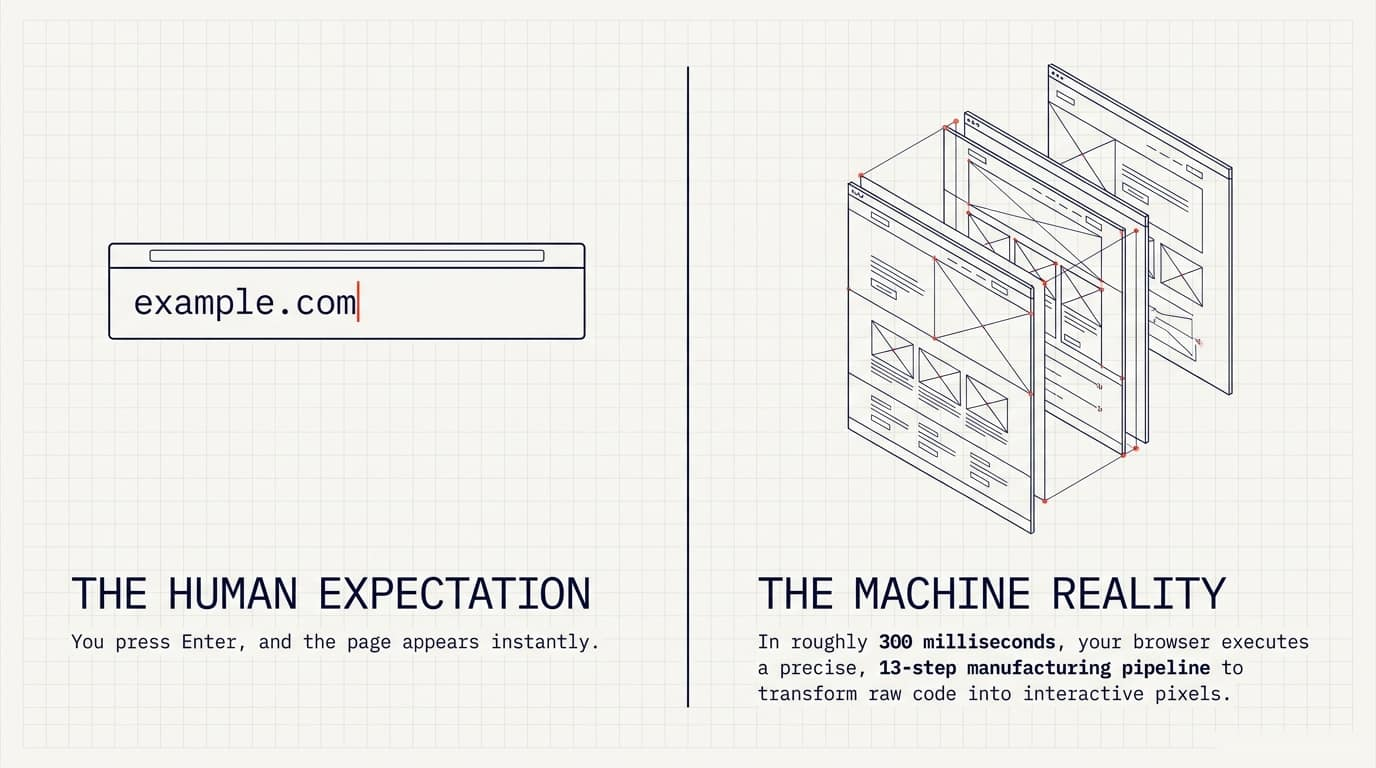 example.com
THE HUMAN EXPECTATION
You press Enter, and the page appears instantly.
THE MACHINE REALITY
In roughly 300 milliseconds, your browser executes
a precise, 13-step manufacturing pipeline to
transform raw code into interactive pixels.